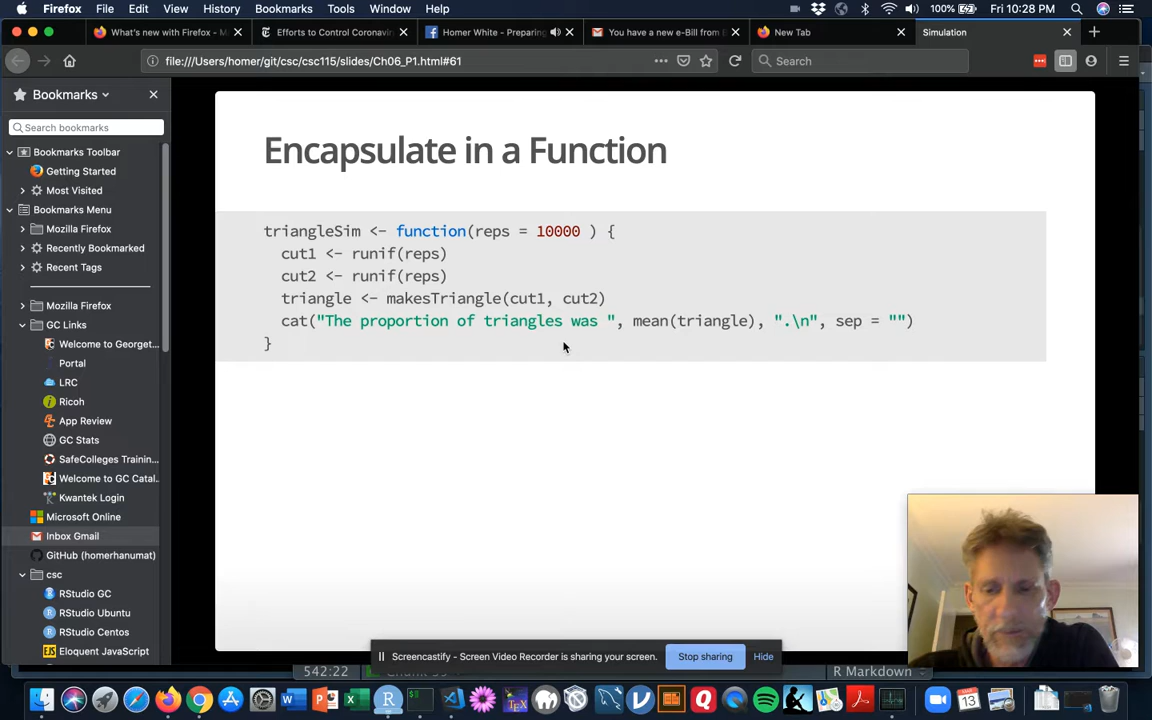 Firefox File Edit View History Bookmarks Tools Window Help 100% Fri 10:28 PM
What's new with Firefox - M
Efforts to Control Coronavir
Homer White - Preparing
You have a new e-Bill from
New Tab
Simulation
file:///Users/homer/git/csc/csc115/slides/Ch06_P1.html#61
Search
Bookmarks
Search bookmarks
Bookmarks Toolbar
Getting Started
Most Visited
Bookmarks Menu
Mozilla Firefox
Recently Bookmarked
Recent Tags
Mozilla Firefox
GC Links
Welcome to Georget...
Portal
LRC
Ricoh
App Review
GC Stats
SafeColleges Trainin...
Welcome to GC Catal...
Kwantek Login
Microsoft Online
Inbox Gmail
GitHub (homerhanumat)
csc
RStudio GC
RStudio Ubuntu
RStudio Centos
Eloquent JavaScript
Encapsulate in a Function
triangleSim <- function(reps = 10000 ) {
cut1 <- runif(reps)
cut2 <- runif(reps)
triangle <- makesTriangle(cut1, cut2)
cat("The proportion of triangles was ", mean(triangle), ".\n", sep = "")
}
Screencastify - Screen Video Recorder is sharing your screen. Stop sharing Hide
542:22
R Markdown